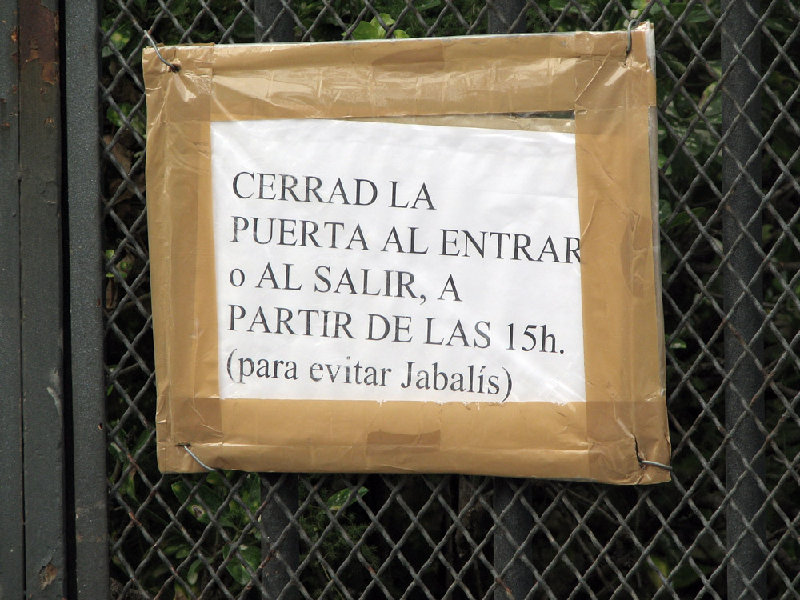 CERRAD LA
PUERTA AL ENTRAR
o AL SALIR, A
PARTIR DE LAS 15h.
(para evitar Jabalís)